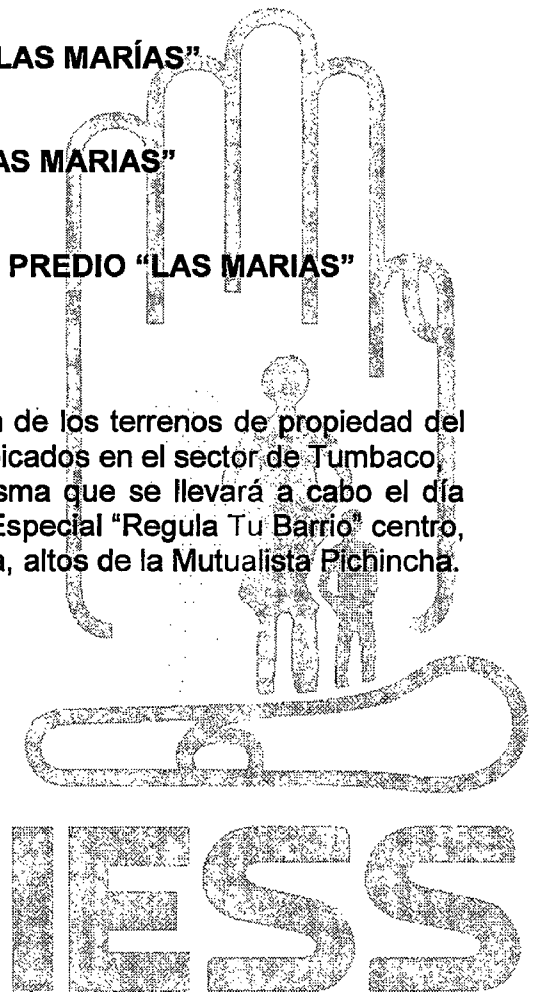 LAS MARÍAS”
AS MARIAS”
PREDIO “LAS MARIAS”
de los terrenos de propiedad del
icados en el sector de Tumbaco,
sma que se llevará a cabo el día
Especial “Regula Tu Barrio” centro,
a, altos de la Mutualista Pichincha.
IESS